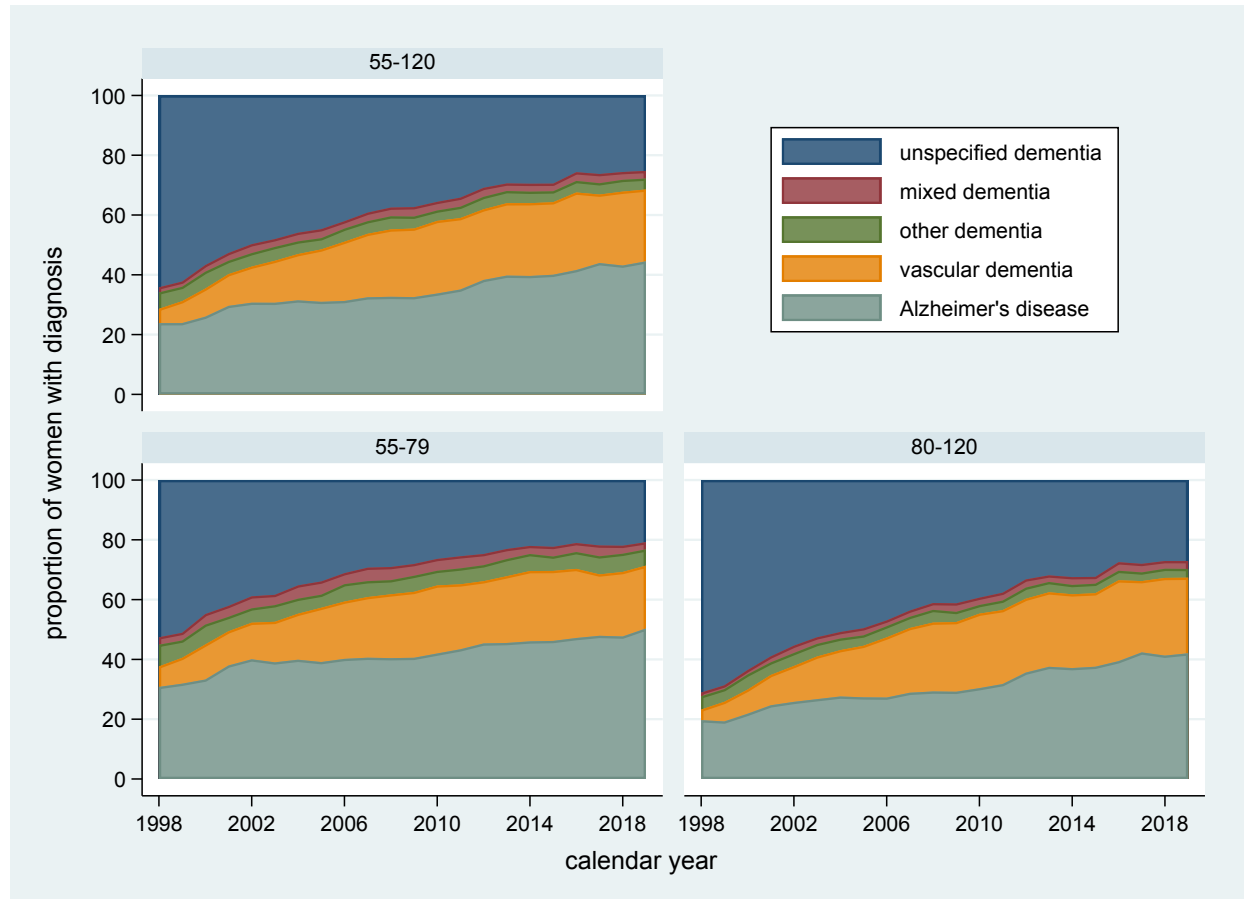 55-120
100
80
60
40
20
0
unspecified dementia
mixed dementia
other dementia
vascular dementia
Alzheimer's disease
proportion of women with diagnosis
55-79
100
80
60
40
20
0
1998 2002 2006 2010 2014 2018
80-120
1998 2002 2006 2010 2014 2018
calendar year